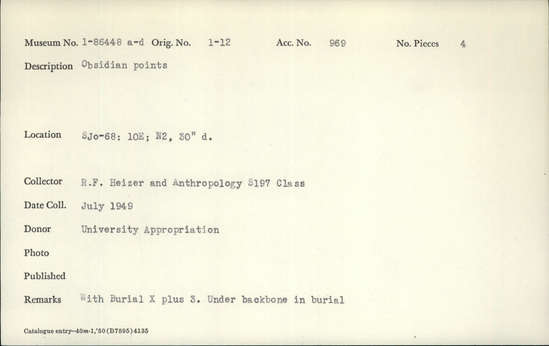 Museum No. 1-86448 a-d Orig. No. 1-12 Acc. No. 969 No. Pieces 4
Description Obsidian points
Location SJo-68: 10E; N2, 30" d.
Collector R.F. Heizer and Anthropology S197 Class
Date Coll. July 1949
Donor University Appropriation
Photo
Published
Remarks With Burial X plus 3. Under backbone in burial
Catalogue entry—40m-1,'50(B7595)4135